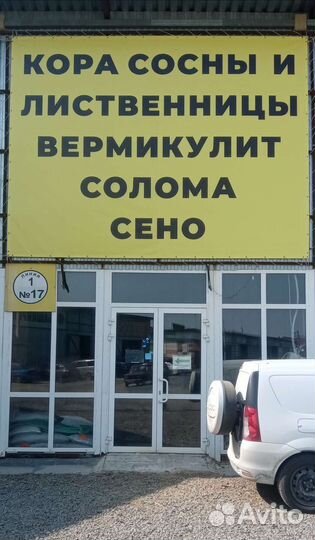 КОРА СОСНЫ И
ЛИСТВЕННИЦЫ
ВЕРМИКУЛИТ
СОЛОМА
СЕНО
ЛИНИЯ
1
№17
Avito